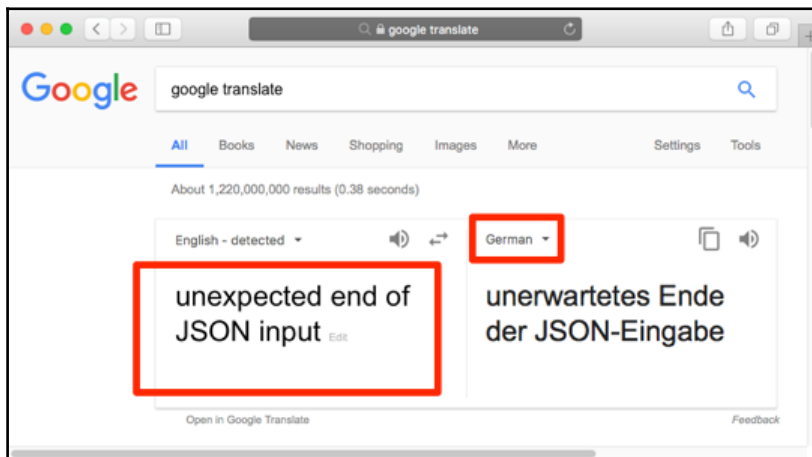 google translate
Google google translate
All Books News Shopping Images More Settings Tools
About 1,220,000,000 results (0.38 seconds)
English - detected German
unexpected end of
JSON input Edit
unerwartetes Ende
der JSON-Eingabe
Open in Google Translate Feedback